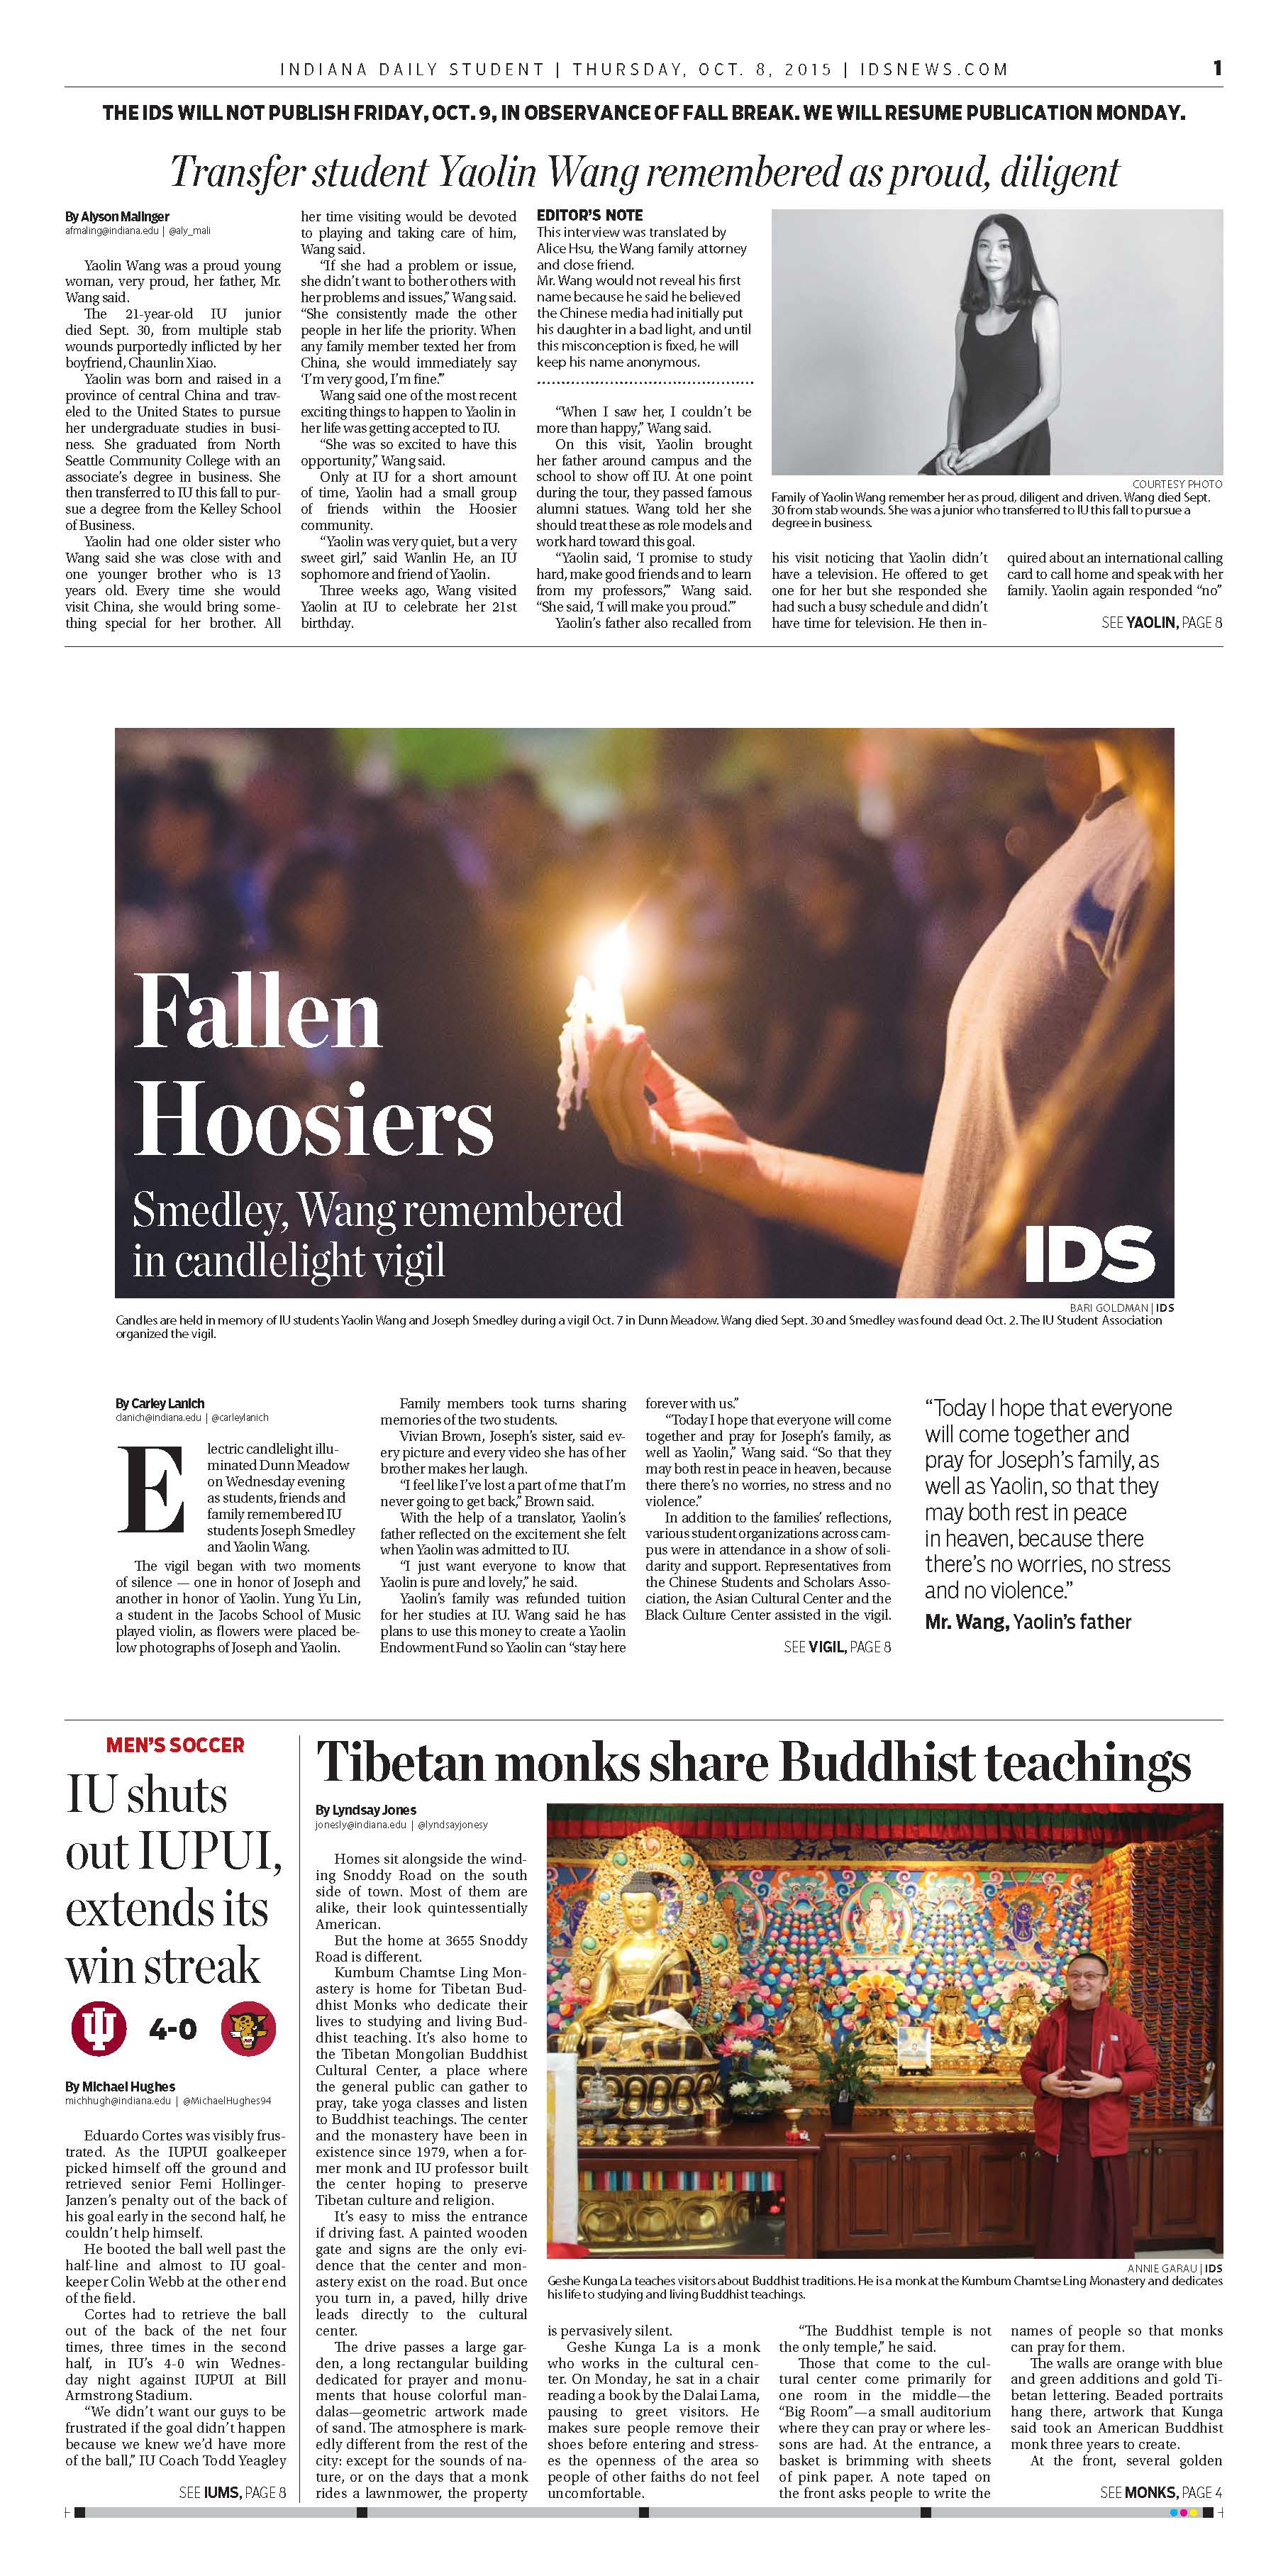 INDIANA DAILY STUDENT | THURSDAY, OCT. 8, 2015 | IDSNEWS.COM
1
THE IDS WILL NOT PUBLISH FRIDAY, OCT. 9, IN OBSERVANCE OF FALL BREAK. WE WILL RESUME PUBLICATION MONDAY.
Transfer student Yaolin Wang remembered as proud, diligent
By Alyson Malinger
afmaling@indiana.edu | @aly_mali
Yaolin Wang was a proud young
woman, very proud, her father, Mr.
Wang said.
The 21-year-old IU junior
died Sept. 30, from multiple stab
wounds purportedly inflicted by her
boyfriend, Chaunlin Xiao.
Yaolin was born and raised in a
province of central China and trav-
eled to the United States to pursue
her undergraduate studies in busi-
ness. She graduated from North
Seattle Community College with an
associate's degree in business. She
then transferred to IU this fall to pur-
sue a degree from the Kelley School
of Business.
Yaolin had one older sister who
Wang said she was close with and
one younger brother who is 13
years old. Every time she would
visit China, she would bring some-
thing special for her brother. All
her time visiting would be devoted
to playing and taking care of him,
Wang said.
“If she had a problem or issue,
she didn't want to bother others with
her problems and issues,” Wang said.
“She consistently made the other
people in her life the priority. When
any family member texted her from
China, she would immediately say
‘I'm very good, I'm fine.’”
Wang said one of the most recent
exciting things to happen to Yaolin in
her life was getting accepted to IU.
“She was so excited to have this
opportunity,” Wang said.
Only at IU for a short amount
of time, Yaolin had a small group
of friends within the Hoosier
community.
“Yaolin was very quiet, but a very
sweet girl,” said Wanlin He, an IU
sophomore and friend of Yaolin.
Three weeks ago, Wang visited
Yaolin at IU to celebrate her 21st
birthday.
EDITOR'S NOTE
This interview was translated by
Alice Hsu, the Wang family attorney
and close friend.
Mr. Wang would not reveal his first
name because he said he believed
the Chinese media had initially put
his daughter in a bad light, and until
this misconception is fixed, he will
keep his name anonymous.
“When I saw her, I couldn't be
more than happy,” Wang said.
On this visit, Yaolin brought
her father around campus and the
school to show off IU. At one point
during the tour, they passed famous
alumni statues. Wang told her she
should treat these as role models and
work hard toward this goal.
“Yaolin said, ‘I promise to study
hard, make good friends and to learn
from my professors,’” Wang said.
“She said, ‘I will make you proud.’”
Yaolin's father also recalled from
COURTESY PHOTO
Family of Yaolin Wang remember her as proud, diligent and driven. Wang died Sept.
30 from stab wounds. She was a junior who transferred to IU this fall to pursue a
degree in business.
his visit noticing that Yaolin didn't
have a television. He offered to get
one for her but she responded she
had such a busy schedule and didn't
have time for television. He then in-
quired about an international calling
card to call home and speak with her
family. Yaolin again responded “no”
SEE YAOLIN, PAGE 8
Fallen
Hoosiers
Smedley, Wang remembered
in candlelight vigil
IDS
BARI GOLDMAN | IDS
Candles are held in memory of IU students Yaolin Wang and Joseph Smedley during a vigil Oct. 7 in Dunn Meadow. Wang died Sept. 30 and Smedley was found dead Oct. 2. The IU Student Association
organized the vigil.
By Carley Lanich
clanich@indiana.edu | @carleylanich
Electric candlelight illu-
minated Dunn Meadow
on Wednesday evening
as students, friends and
family remembered IU
students Joseph Smedley
and Yaolin Wang.
The vigil began with two moments
of silence — one in honor of Joseph and
another in honor of Yaolin. Yung Yu Lin,
a student in the Jacobs School of Music
played violin, as flowers were placed be-
low photographs of Joseph and Yaolin.
Family members took turns sharing
memories of the two students.
Vivian Brown, Joseph's sister, said ev-
ery picture and every video she has of her
brother makes her laugh.
“I feel like I've lost a part of me that I'm
never going to get back,” Brown said.
With the help of a translator, Yaolin's
father reflected on the excitement she felt
when Yaolin was admitted to IU.
“I just want everyone to know that
Yaolin is pure and lovely,” he said.
Yaolin's family was refunded tuition
for her studies at IU. Wang said he has
plans to use this money to create a Yaolin
Endowment Fund so Yaolin can “stay here
forever with us.”
“Today I hope that everyone will come
together and pray for Joseph's family, as
well as Yaolin,” Wang said. “So that they
may both rest in peace in heaven, because
there there's no worries, no stress and no
violence.”
In addition to the families' reflections,
various student organizations across cam-
pus were in attendance in a show of soli-
darity and support. Representatives from
the Chinese Students and Scholars Asso-
ciation, the Asian Cultural Center and the
Black Culture Center assisted in the vigil.
SEE VIGIL, PAGE 8
“Today I hope that everyone
will come together and
pray for Joseph's family, as
well as Yaolin, so that they
may both rest in peace
in heaven, because there
there's no worries, no stress
and no violence.”
Mr. Wang, Yaolin's father
MEN'S SOCCER
IU shuts
out IUPUI,
extends its
win streak
4-0
By Michael Hughes
michhugh@indiana.edu | @MichaelHughes94
Eduardo Cortes was visibly frus-
trated. As the IUPUI goalkeeper
picked himself off the ground and
retrieved senior Femi Hollinger-
Janzen's penalty out of the back of
his goal early in the second half, he
couldn't help himself.
He booted the ball well past the
half-line and almost to IU goal-
keeper Colin Webb at the other end
of the field.
Cortes had to retrieve the ball
out of the back of the net four
times, three times in the second
half, in IU's 4-0 win Wednes-
day night against IUPUI at Bill
Armstrong Stadium.
“We didn't want our guys to be
frustrated if the goal didn't happen
because we knew we'd have more
of the ball,” IU Coach Todd Yeagley
SEE IUMS, PAGE 8
Tibetan monks share Buddhist teachings
By Lyndsay Jones
jonesly@indiana.edu | @lyndsayjonesy
Homes sit alongside the wind-
ing Snoddy Road on the south
side of town. Most of them are
alike, their look quintessentially
American.
But the home at 3655 Snoddy
Road is different.
Kumbum Chamtse Ling Mon-
astery is home for Tibetan Bud-
dhist Monks who dedicate their
lives to studying and living Bud-
dhist teaching. It's also home to
the Tibetan Mongolian Buddhist
Cultural Center, a place where
the general public can gather to
pray, take yoga classes and listen
to Buddhist teachings. The center
and the monastery have been in
existence since 1979, when a for-
mer monk and IU professor built
the center hoping to preserve
Tibetan culture and religion.
It's easy to miss the entrance
if driving fast. A painted wooden
gate and signs are the only evi-
dence that the center and mon-
astery exist on the road. But once
you turn in, a paved, hilly drive
leads directly to the cultural
center.
The drive passes a large gar-
den, a long rectangular building
dedicated for prayer and monu-
ments that house colorful man-
dalas—geometric artwork made
of sand. The atmosphere is mark-
edly different from the rest of the
city: except for the sounds of na-
ture, or on the days that a monk
rides a lawnmower, the property
ANNIE GARAU | IDS
Geshe Kunga La teaches visitors about Buddhist traditions. He is a monk at the Kumbum Chamtse Ling Monastery and dedicates
his life to studying and living Buddhist teachings.
is pervasively silent.
Geshe Kunga La is a monk
who works in the cultural cen-
ter. On Monday, he sat in a chair
reading a book by the Dalai Lama,
pausing to greet visitors. He
makes sure people remove their
shoes before entering and stress-
es the openness of the area so
people of other faiths do not feel
uncomfortable.
“The Buddhist temple is not
the only temple,” he said.
Those that come to the cul-
tural center come primarily for
one room in the middle—the
“Big Room”—a small auditorium
where they can pray or where les-
sons are had. At the entrance, a
basket is brimming with sheets
of pink paper. A note taped on
the front asks people to write the
names of people so that monks
can pray for them.
The walls are orange with blue
and green additions and gold Ti-
betan lettering. Beaded portraits
hang there, artwork that Kunga
said took an American Buddhist
monk three years to create.
At the front, several golden
SEE MONKS, PAGE 4